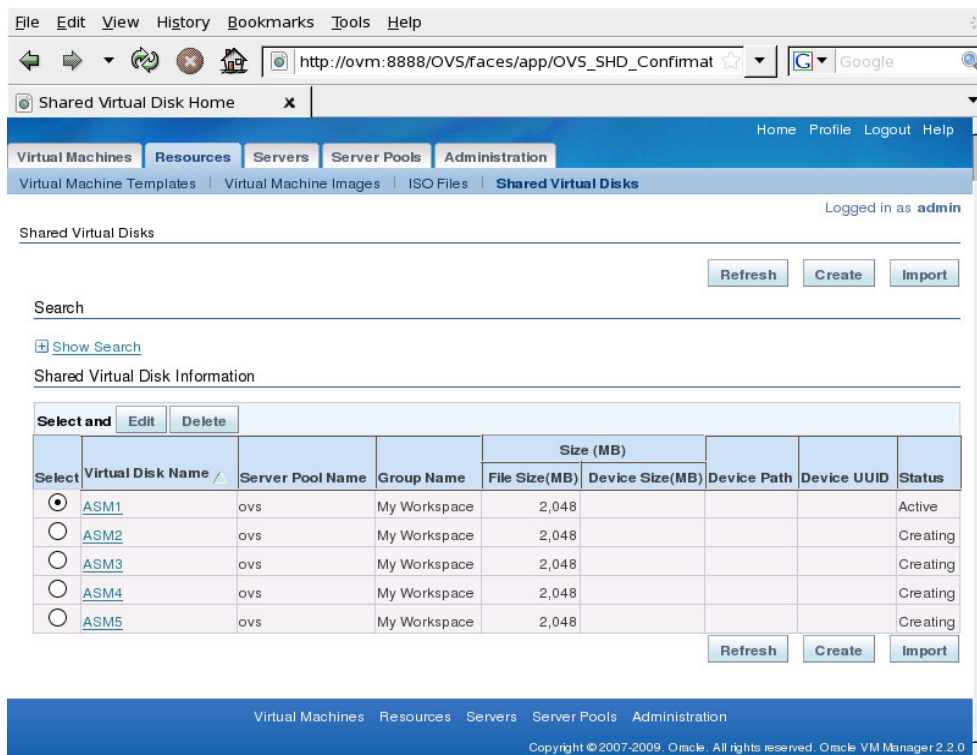 File Edit View History Bookmarks Tools Help
http://ovm:8888/OVS/faces/app/OVS_SHD_Confirmat G Google
Shared Virtual Disk Home x
Home Profile Logout Help
Virtual Machines Resources Servers Server Pools Administration
Virtual Machine Templates | Virtual Machine Images | ISO Files | Shared Virtual Disks
Logged in as admin
Shared Virtual Disks
Refresh Create Import
Search
Show Search
Shared Virtual Disk Information
Select and Edit Delete
Size (MB)
Select Virtual Disk Name Server Pool Name Group Name File Size(MB) Device Size(MB) Device Path Device UUID Status
ASM1 ovs My Workspace 2,048 Active
ASM2 ovs My Workspace 2,048 Creating
ASM3 ovs My Workspace 2,048 Creating
ASM4 ovs My Workspace 2,048 Creating
ASM5 ovs My Workspace 2,048 Creating
Refresh Create Import
Virtual Machines Resources Servers Server Pools Administration
Copyright ©2007-2009. Oracle. All rights reserved. Oracle VM Manager 2.2.0